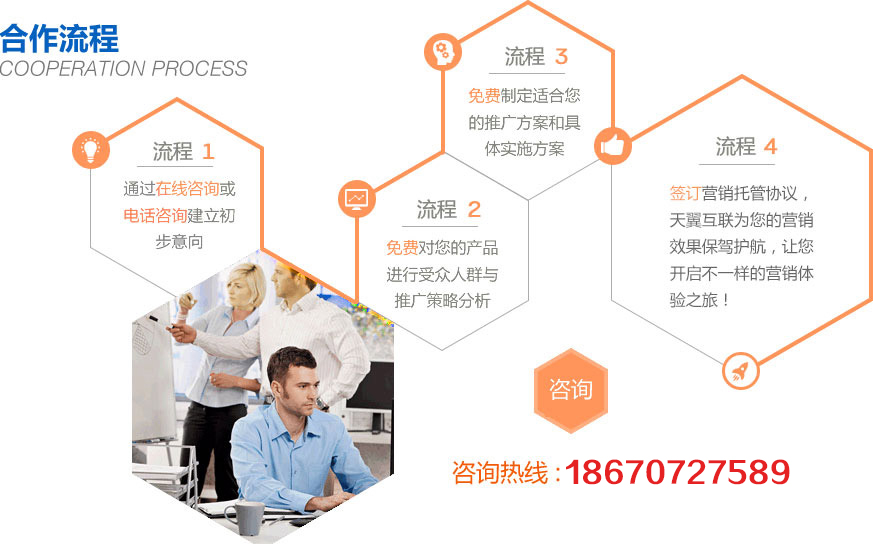 合作流程
COOPERATION PROCESS
流程 1
通过在线咨询或
电话咨询建立初
步意向
流程 2
免费对您的产品
进行受众人群与
推广策略分析
流程 3
免费制定适合您
的推广方案和具
体实施方案
流程 4
签订营销托管协议，
天翼互联为您的营销
效果保驾护航，让您
开启不一样的营销体
验之旅！
咨询
咨询热线：18670727589